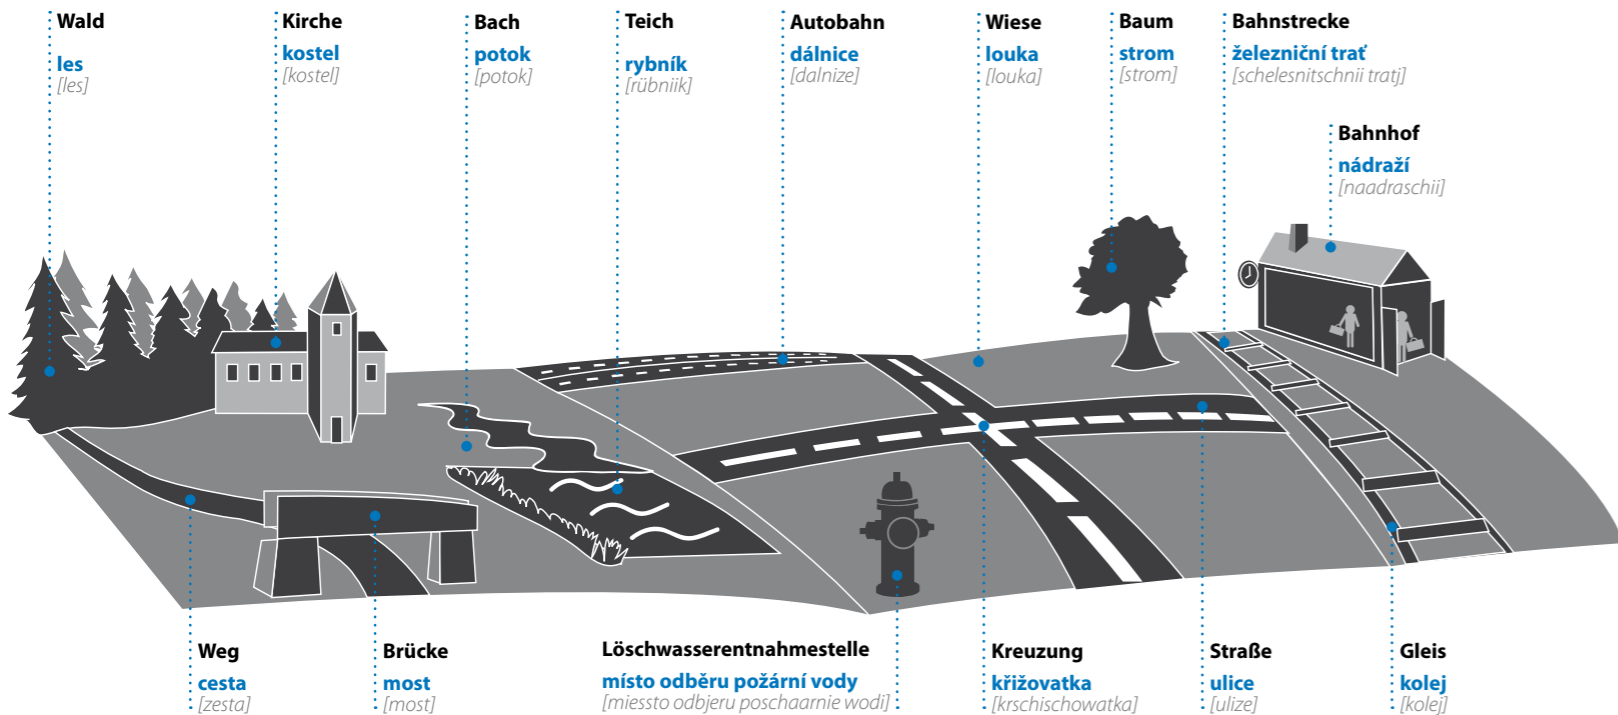 Wald
les
[les]
Kirche
kostel
[kostel]
Bach
potok
[potok]
Teich
rybník
[rübniik]
Autobahn
dálnice
[dalnize]
Wiese
louka
[louka]
Baum
strom
[strom]
Bahnstrecke
železniční trať
[schelesnitschnii tratj]
Bahnhof
nádraží
[naadraschii]
Weg
cesta
[zesta]
Brücke
most
[most]
Löschwasserentnahmestelle
místo odběru požární vody
[miessto odbjeru poschaarnie wodi]
Kreuzung
křižovatka
[krschischowatka]
Straße
ulice
[ulize]
Gleis
kolej
[kolej]